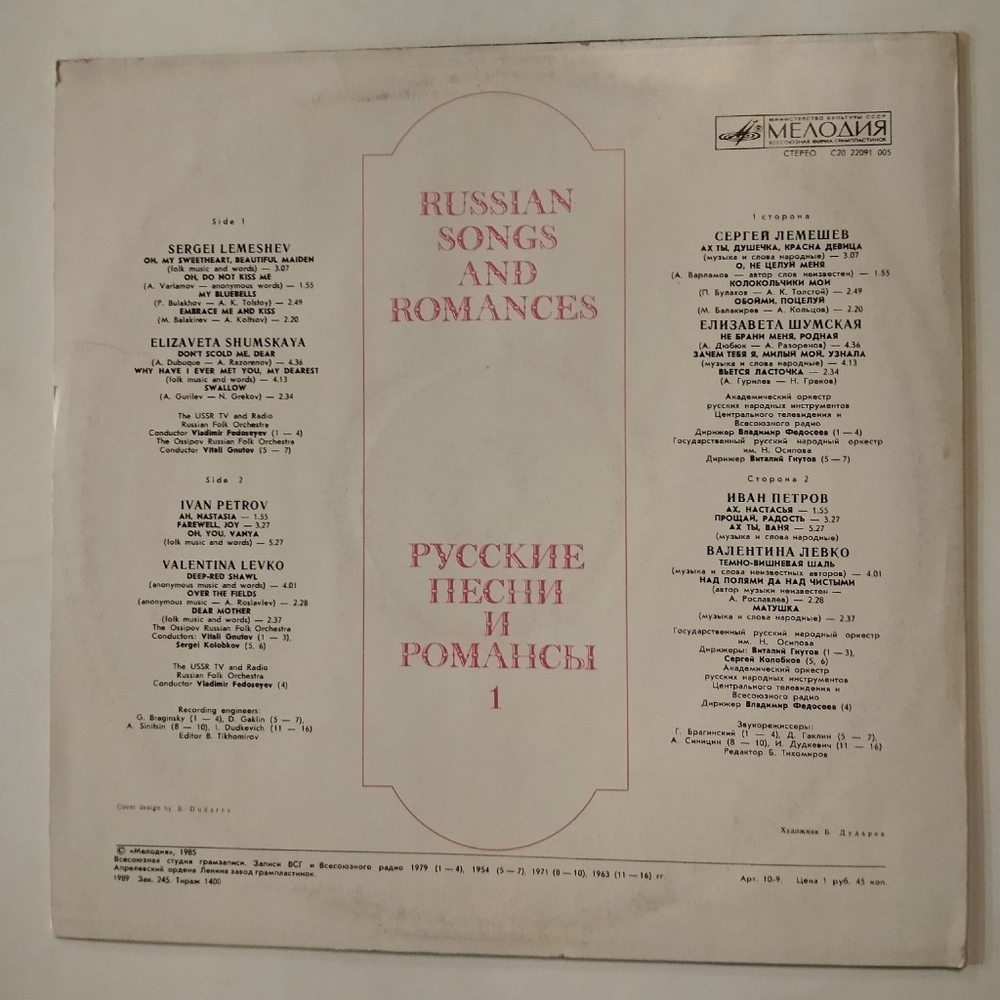 МИНИСТЕРСТВО КУЛЬТУРЫ СССР
МЕЛОДИЯ
ВСЕСОЮЗНАЯ ФИРМА ГРАМПЛАСТИНОК
СТЕРЕО С20 22091 005
Side 1
SERGEI LEMESHEV
OH, MY SWEETHEART, BEAUTIFUL MAIDEN
(folk music and words) — 3.07
OH, DO NOT KISS ME
(A. Varlamov — anonymous words) — 1.55
MY BLUEBELLS
(P. Bulakhov — A. K. Tolstoy) — 2.49
EMBRACE ME AND KISS
(M. Balakirev — A. Koltsov) — 2.20
ELIZAVETA SHUMSKAYA
DON'T SCOLD ME, DEAR
(A. Dubuque — A. Razorenov) — 4.36
WHY HAVE I EVER MET YOU, MY DEAREST
(folk music and words) — 4.13
SWALLOW
(A. Gurilev — N. Grekov) — 2.34
The USSR TV and Radio
Russian Folk Orchestra
Conductor Vladimir Fedoseyev (1 — 4)
The Ossipov Russian Folk Orchestra
Conductor Vitali Gnutov (5 — 7)
Side 2
IVAN PETROV
AH, NASTASIA — 1.55
FAREWELL, JOY — 3.27
OH, YOU, VANYA
(folk music and words) — 5.27
VALENTINA LEVKO
DEEP-RED SHAWL
(anonymous music and words) — 4.01
OVER THE FIELDS
(anonymous music — A. Roslavlev) — 2.28
DEAR MOTHER
(folk music and words) — 2.37
The Ossipov Russian Folk Orchestra
Conductors: Vitali Gnutov (1 — 3),
Sergei Kolobkov (5, 6)
The USSR TV and Radio
Russian Folk Orchestra
Conductor Vladimir Fedoseyev (4)
Recording engineers:
G. Braginsky (1 — 4), D. Gaklin (5 — 7),
A. Sinitsin (8 — 10), I. Dudkevich (11 — 16)
Editor B. Tikhomirov
Cover design by B. Dudarev
RUSSIAN
SONGS
AND
ROMANCES
РУССКИЕ
ПЕСНИ
И
РОМАНСЫ
1
1 сторона
СЕРГЕЙ ЛЕМЕШЕВ
АХ ТЫ, ДУШЕЧКА, КРАСНА ДЕВИЦА
(музыка и слова народные) — 3.07
О, НЕ ЦЕЛУЙ МЕНЯ
(А. Варламов — автор слов неизвестен) — 1.55
КОЛОКОЛЬЧИКИ МОИ
(П. Булахов — А. К. Толстой) — 2.49
ОБОЙМИ, ПОЦЕЛУЙ
(М. Балакирев — А. Кольцов) — 2.20
ЕЛИЗАВЕТА ШУМСКАЯ
НЕ БРАНИ МЕНЯ, РОДНАЯ
(А. Дюбюк — А. Разоренов) — 4.36
ЗАЧЕМ ТЕБЯ Я, МИЛЫЙ МОЙ, УЗНАЛА
(музыка и слова народные) — 4.13
ВЬЕТСЯ ЛАСТОЧКА — 2.34
(А. Гурилев — Н. Греков)
Академический оркестр
русских народных инструментов
Центрального телевидения и
Всесоюзного радио
Дирижер Владимир Федосеев (1 — 4)
Государственный русский народный оркестр
им. Н. Осипова
Дирижер Виталий Гнутов (5 — 7)
Сторона 2
ИВАН ПЕТРОВ
АХ, НАСТАСЬЯ — 1.55
ПРОЩАЙ, РАДОСТЬ — 3.27
АХ ТЫ, ВАНЯ — 5.27
(музыка и слова народные)
ВАЛЕНТИНА ЛЕВКО
ТЕМНО-ВИШНЕВАЯ ШАЛЬ
(музыка и слова неизвестных авторов) — 4.01
НАД ПОЛЯМИ ДА НАД ЧИСТЫМИ
(автор музыки неизвестен —
А. Рославлев) — 2.28
МАТУШКА
(музыка и слова народные) — 2.37
Государственный русский народный оркестр
им. Н. Осипова
Дирижеры: Виталий Гнутов (1 — 3),
Сергей Колобков (5, 6)
Академический оркестр
русских народных инструментов
Центрального телевидения и
Всесоюзного радио
Дирижер Владимир Федосеев (4)
Звукорежиссеры:
Г. Брагинский (1 — 4), Д. Гаклин (5 — 7),
А. Синицин (8 — 10), И. Дудкевич (11 — 16)
Редактор Б. Тихомиров
Художник Б. Дударев
© «Мелодия», 1985
Всесоюзная студия грамзаписи. Записи ВСГ и Всесоюзного радио 1979 (1 — 4), 1954 (5 — 7), 1971 (8 — 10), 1963 (11 — 16) гг.
Апрелевский ордена Ленина завод грампластинок.
1989 Зак. 245. Тираж 1400
Арт. 10-9. Цена 1 руб. 45 коп.